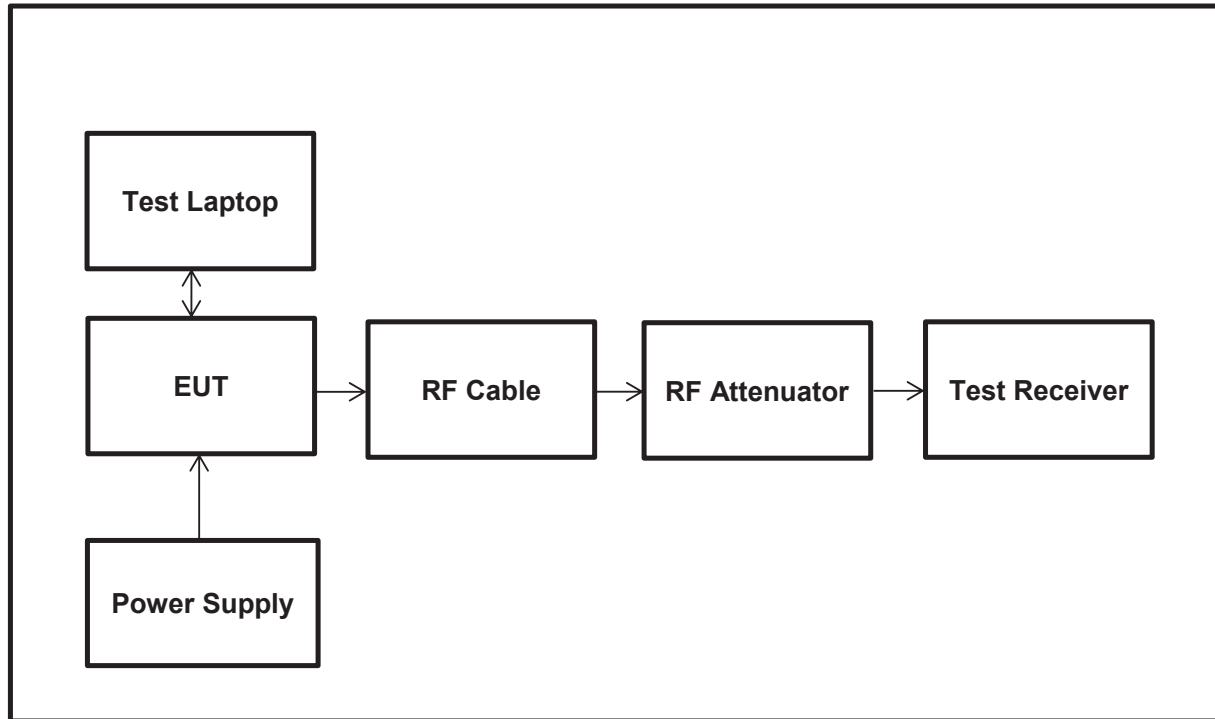 Test Laptop
EUT
RF Cable
RF Attenuator
Test Receiver
Power Supply